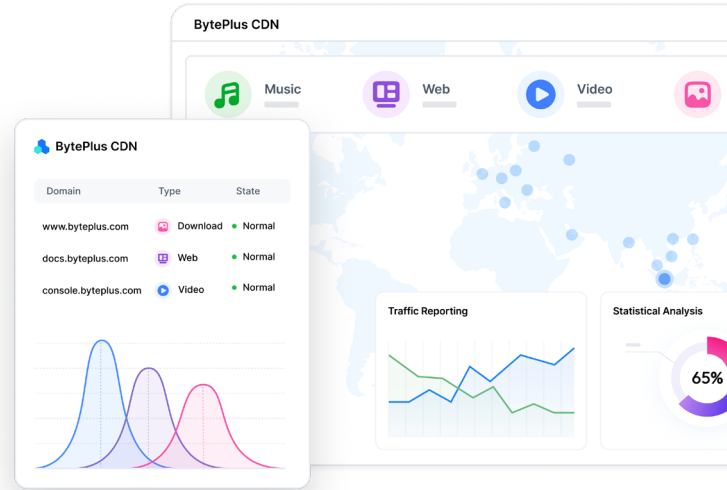 BytePlus CDN
Music
Web
Video
BytePlus CDN
Domain Type State
www.byteplus.com Download Normal
docs.byteplus.com Web Normal
console.byteplus.com Video Normal
Traffic Reporting
Statistical Analysis
65%